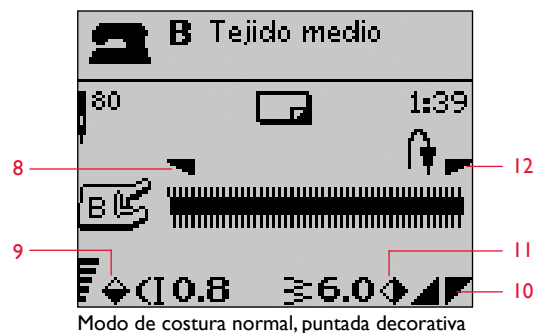 B Tejido medio
80 1:39
8 12
B
9 11
0.8 6.0
10
Modo de costura normal, puntada decorativa